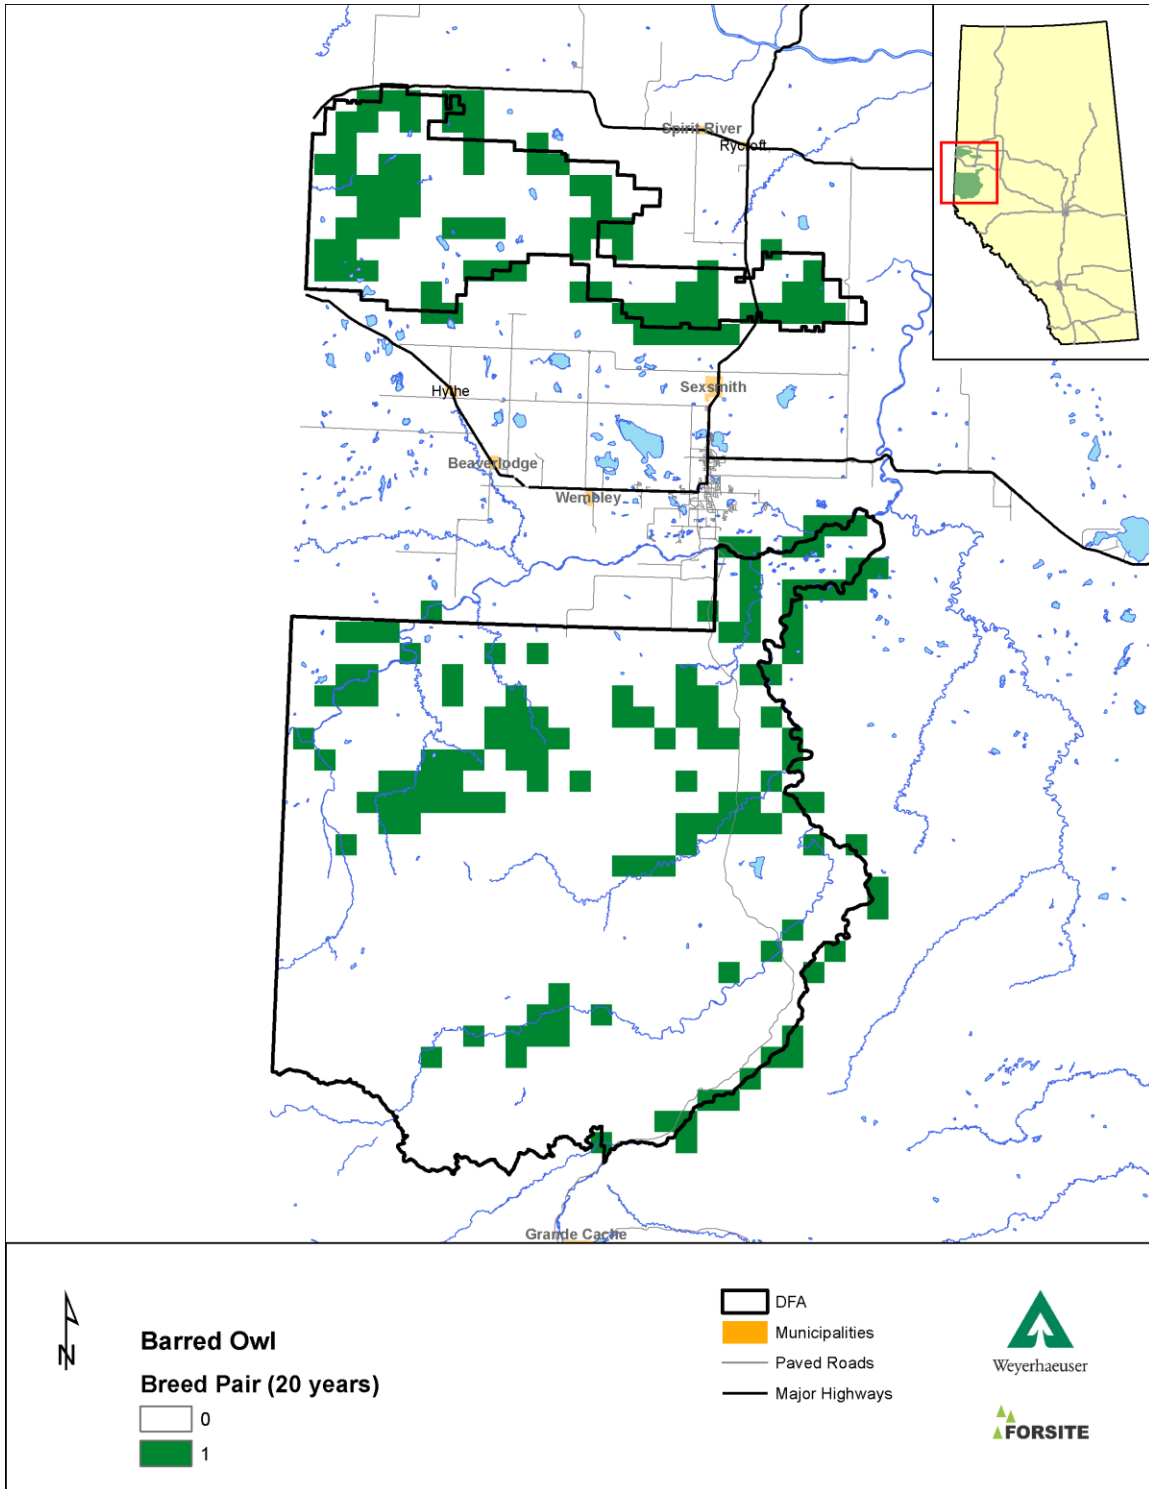 Spirit River
Rycroft
Sexsmith
Hythe
Beaverlodge
Wembley
Grande Cache
N
Barred Owl
Breed Pair (20 years)
0
1
DFA
Municipalities
Paved Roads
Major Highways
Weyerhaeuser
FORSITE